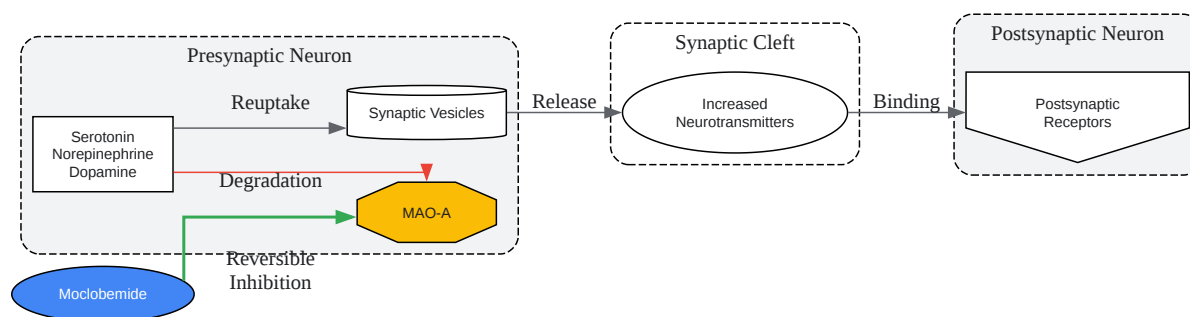 Presynaptic Neuron
Reuptake
Serotonin
Norepinephrine
Dopamine
Synaptic Vesicles
Degradation
MAO-A
Reversible
Inhibition
Moclobemide
Release
Synaptic Cleft
Increased
Neurotransmitters
Binding
Postsynaptic Neuron
Postsynaptic
Receptors